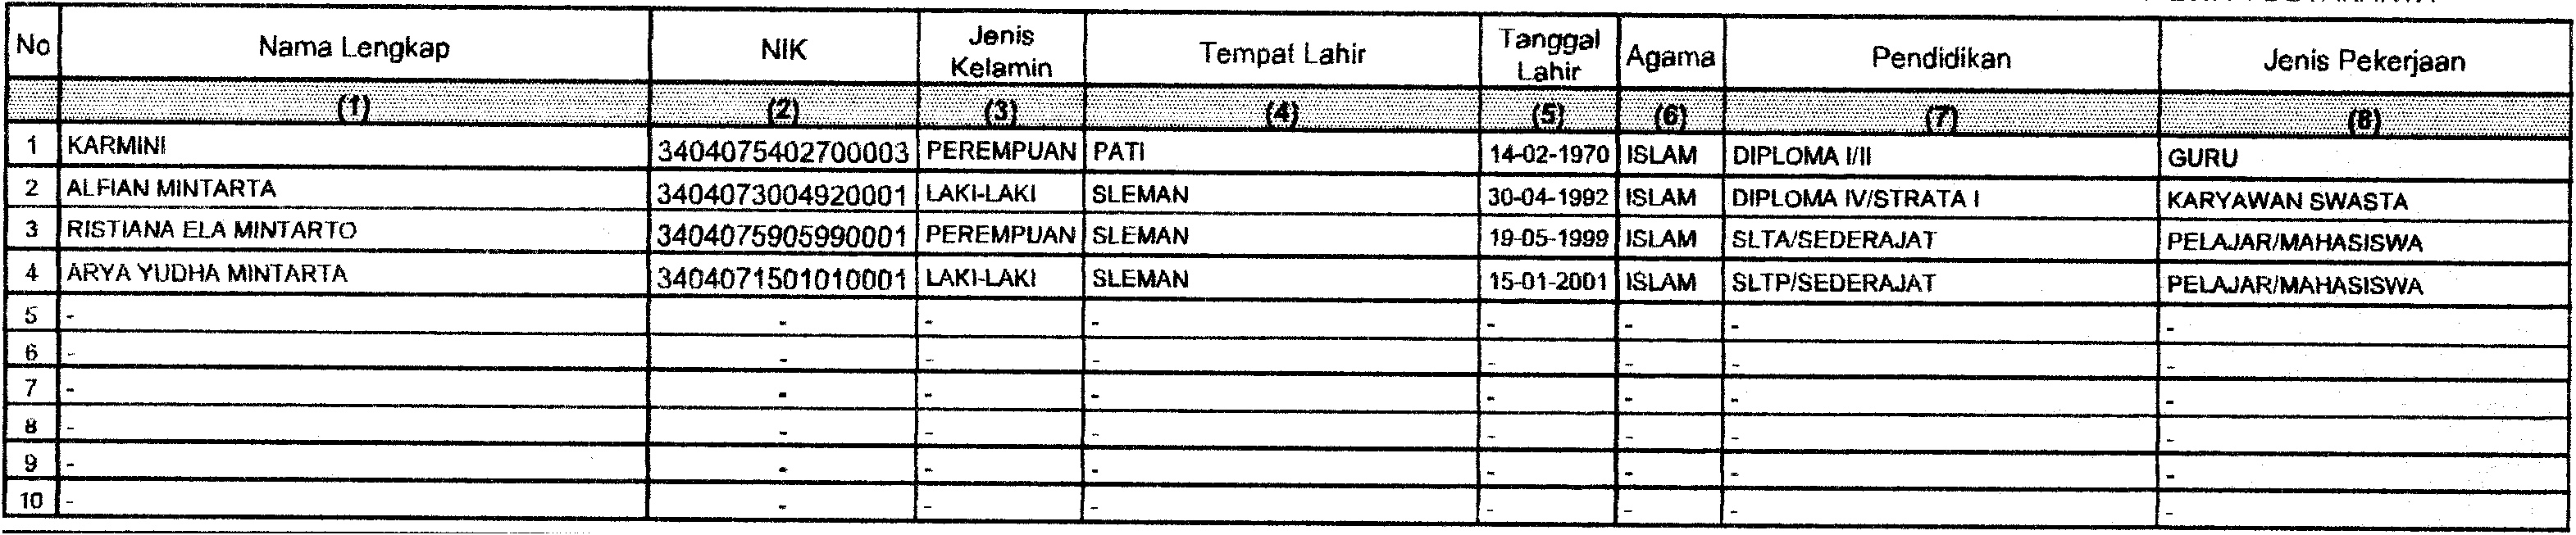 No Nama Lengkap NIK Jenis Kelamin Tempat Lahir Tanggal Lahir Agama Pendidikan Jenis Pekerjaan
(1) (2) (3) (4) (5) (6) (7) (8)
1 KARMINI 3404075402700003 PEREMPUAN PATI 14-02-1970 ISLAM DIPLOMA I/II GURU
2 ALFIAN MINTARTA 3404073004920001 LAKI-LAKI SLEMAN 30-04-1992 ISLAM DIPLOMA IV/STRATA I KARYAWAN SWASTA
3 RISTIANA ELA MINTARTO 3404075905990001 PEREMPUAN SLEMAN 19-05-1999 ISLAM SLTA/SEDERAJAT PELAJAR/MAHASISWA
4 ARYA YUDHA MINTARTA 3404071501010001 LAKI-LAKI SLEMAN 15-01-2001 ISLAM SLTP/SEDERAJAT PELAJAR/MAHASISWA
5 - - - - - - - -
6 - - - - - - - -
7 - - - - - - - -
8 - - - - - - - -
9 - - - - - - - -
10 - - - - - - - -